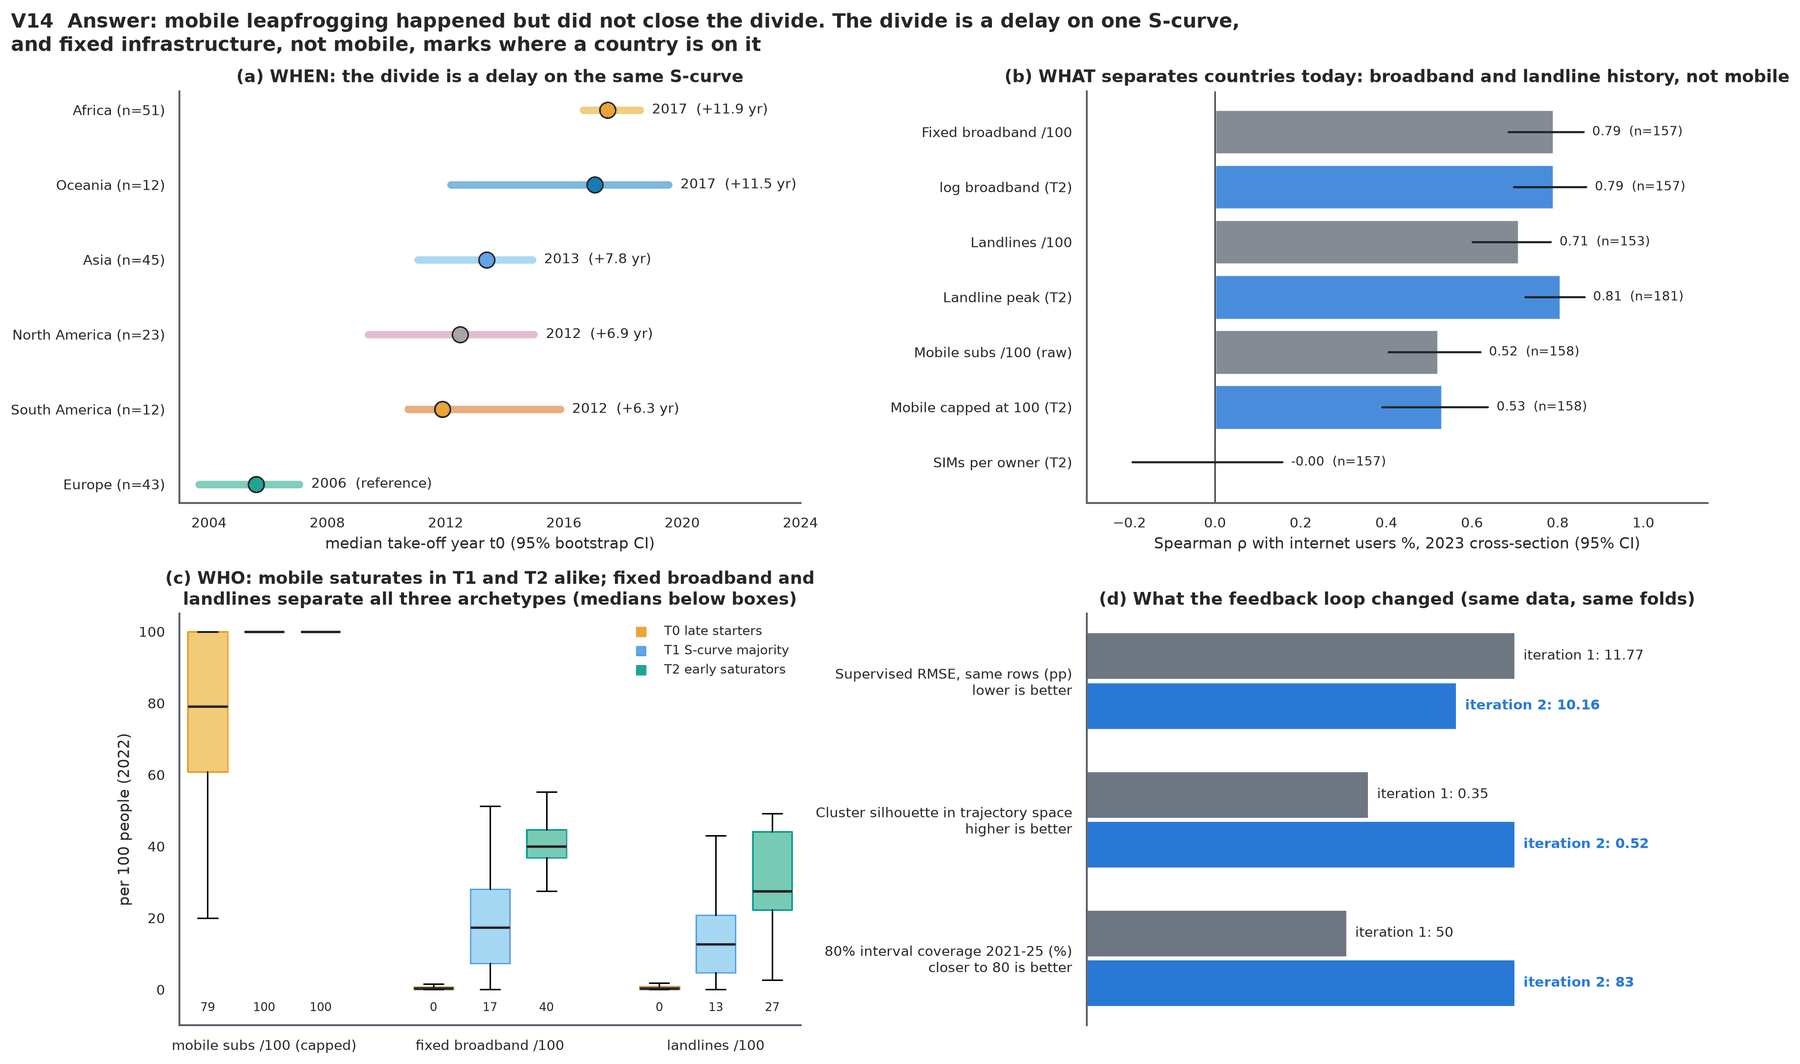 V14  Answer: mobile leapfrogging happened but did not close the divide. The divide is a delay on one S-curve,
and fixed infrastructure, not mobile, marks where a country is on it
(a) WHEN: the divide is a delay on the same S-curve
Africa (n=51)
2017  (+11.9 yr)
Oceania (n=12)
2017  (+11.5 yr)
Asia (n=45)
2013  (+7.8 yr)
North America (n=23)
2012  (+6.9 yr)
South America (n=12)
2012  (+6.3 yr)
Europe (n=43)
2006  (reference)
2004 2008 2012 2016 2020 2024
median take-off year t0 (95% bootstrap CI)
(b) WHAT separates countries today: broadband and landline history, not mobile
Fixed broadband /100
0.79  (n=157)
log broadband (T2)
0.79  (n=157)
Landlines /100
0.71  (n=153)
Landline peak (T2)
0.81  (n=181)
Mobile subs /100 (raw)
0.52  (n=158)
Mobile capped at 100 (T2)
0.53  (n=158)
SIMs per owner (T2)
-0.00  (n=157)
−0.2 0.0 0.2 0.4 0.6 0.8 1.0
Spearman ρ with internet users %, 2023 cross-section (95% CI)
(c) WHO: mobile saturates in T1 and T2 alike; fixed broadband and
landlines separate all three archetypes (medians below boxes)
per 100 people (2022)
100
80
60
40
20
0
T0 late starters
T1 S-curve majority
T2 early saturators
79 100 100 0 17 40 0 13 27
mobile subs /100 (capped)
fixed broadband /100
landlines /100
(d) What the feedback loop changed (same data, same folds)
Supervised RMSE, same rows (pp)
lower is better
iteration 1: 11.77
iteration 2: 10.16
Cluster silhouette in trajectory space
higher is better
iteration 1: 0.35
iteration 2: 0.52
80% interval coverage 2021-25 (%)
closer to 80 is better
iteration 1: 50
iteration 2: 83